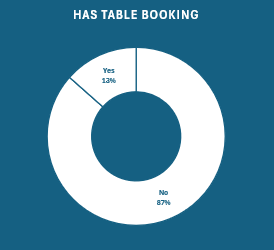 HAS TABLE BOOKING
Yes
13%
No
87%